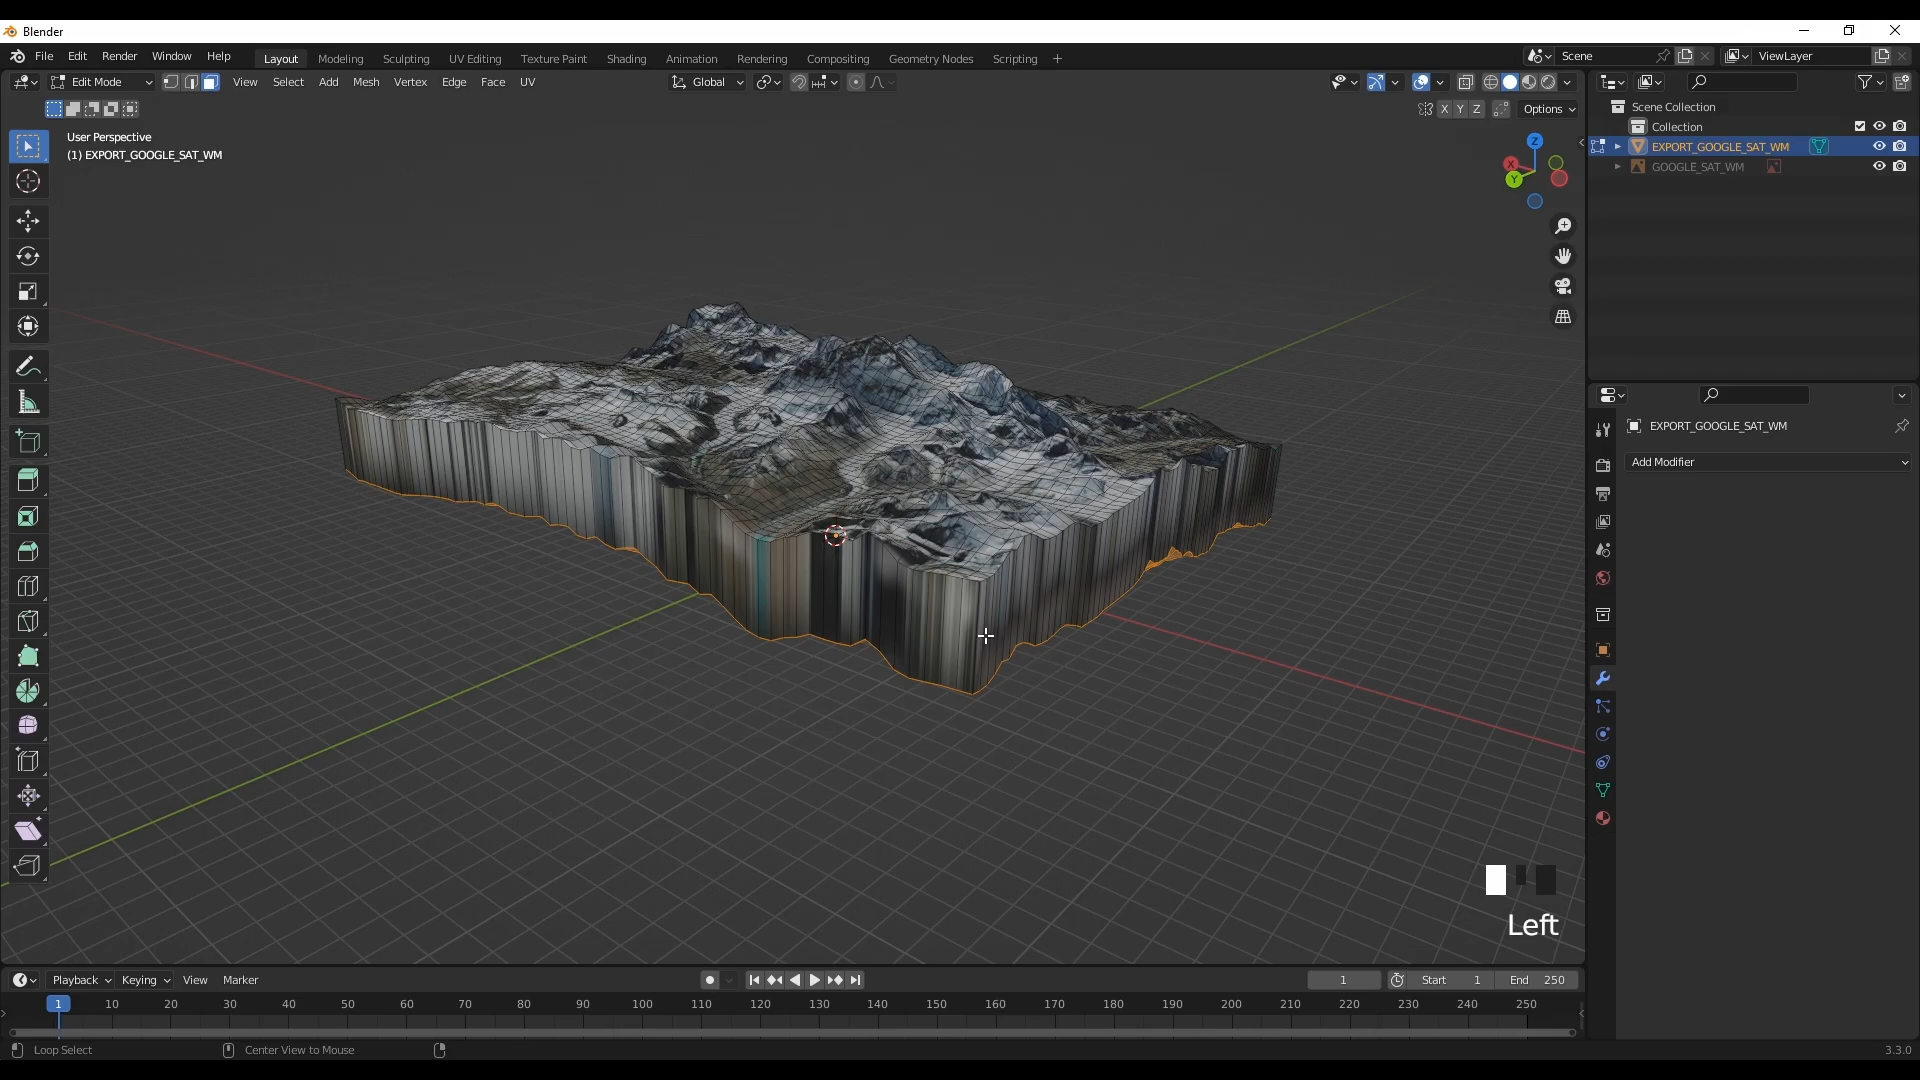 Blender
File Edit Render Window Help Layout Modeling Sculpting UV Editing Texture Paint Shading Animation Rendering Compositing Geometry Nodes Scripting + Scene ViewLayer
Edit Mode View Select Add Mesh Vertex Edge Face UV Global
X Y Z Options
User Perspective
(1) EXPORT_GOOGLE_SAT_WM
Z
X
Y
Scene Collection
Collection
EXPORT_GOOGLE_SAT_WM
GOOGLE_SAT_WM
EXPORT_GOOGLE_SAT_WM
Add Modifier
Left
Playback Keying View Marker 1 Start 1 End 250
1 10 20 30 40 50 60 70 80 90 100 110 120 130 140 150 160 170 180 190 200 210 220 230 240 250
Loop Select Center View to Mouse 3.3.0